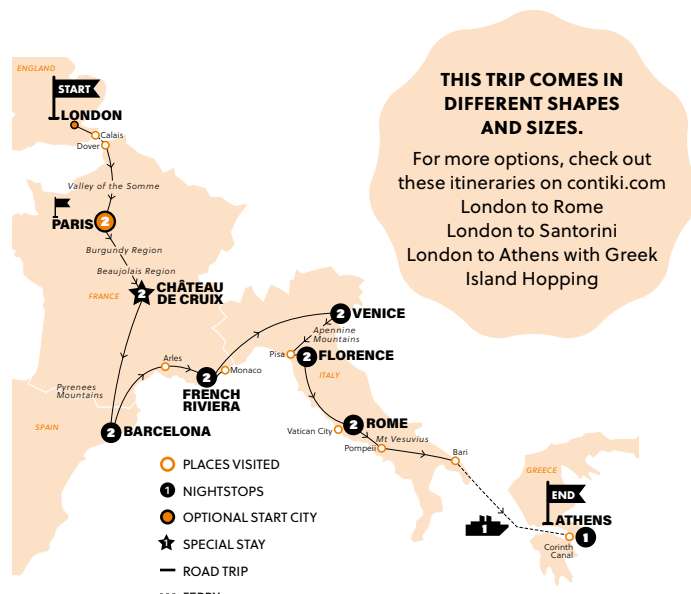 ENGLAND
START
LONDON
Calais
Dover
Valley of the Somme
PARIS
2
Burgundy Region
Beaujolais Region
FRANCE
2
CHÂTEAU
DE CRUIX
2
VENICE
Apennine
Mountains
Pisa
2
FLORENCE
ITALY
Arles
2
Monaco
FRENCH
RIVIERA
Pyrenees
Mountains
SPAIN
2
BARCELONA
2
ROME
Vatican City
Mt Vesuvius
Pompeii
Bari
GREECE
END
ATHENS
1
1
Corinth
Canal
PLACES VISITED
1 NIGHTSTOPS
OPTIONAL START CITY
1 SPECIAL STAY
ROAD TRIP
FERRY
THIS TRIP COMES IN
DIFFERENT SHAPES
AND SIZES.
For more options, check out
these itineraries on contiki.com
London to Rome
London to Santorini
London to Athens with Greek
Island Hopping